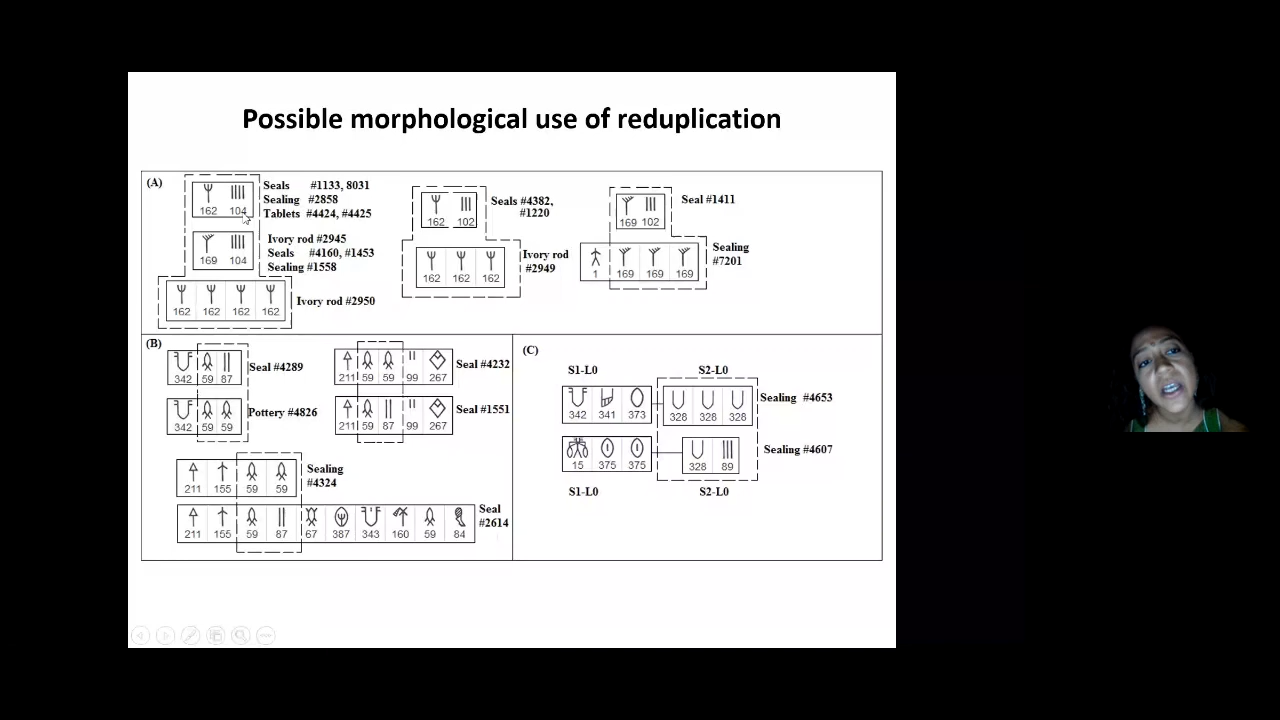 Possible morphological use of reduplication
(A)
162 104
Seals #1133, 8031
Sealing #2858
Tablets #4424, #4425
169 104
Ivory rod #2945
Seals #4160, #1453
Sealing #1558
162 162 162 162
Ivory rod #2950
162 102
Seals #4382,
#1220
162 162 162
Ivory rod
#2949
169 102
Seal #1411
1 169 169 169
Sealing
#7201
(B)
342 59 87
Seal #4289
342 59 59
Pottery #4826
211 59 59 99 267
Seal #4232
211 59 87 99 267
Seal #1551
211 155 59 59
Sealing
#4324
211 155 59 87 67 387 343 160 59 84
Seal
#2614
(C)
S1-L0 S2-L0
342 341 373 328 328 328
Sealing #4653
15 375 375 328 89
Sealing #4607
S1-L0 S2-L0